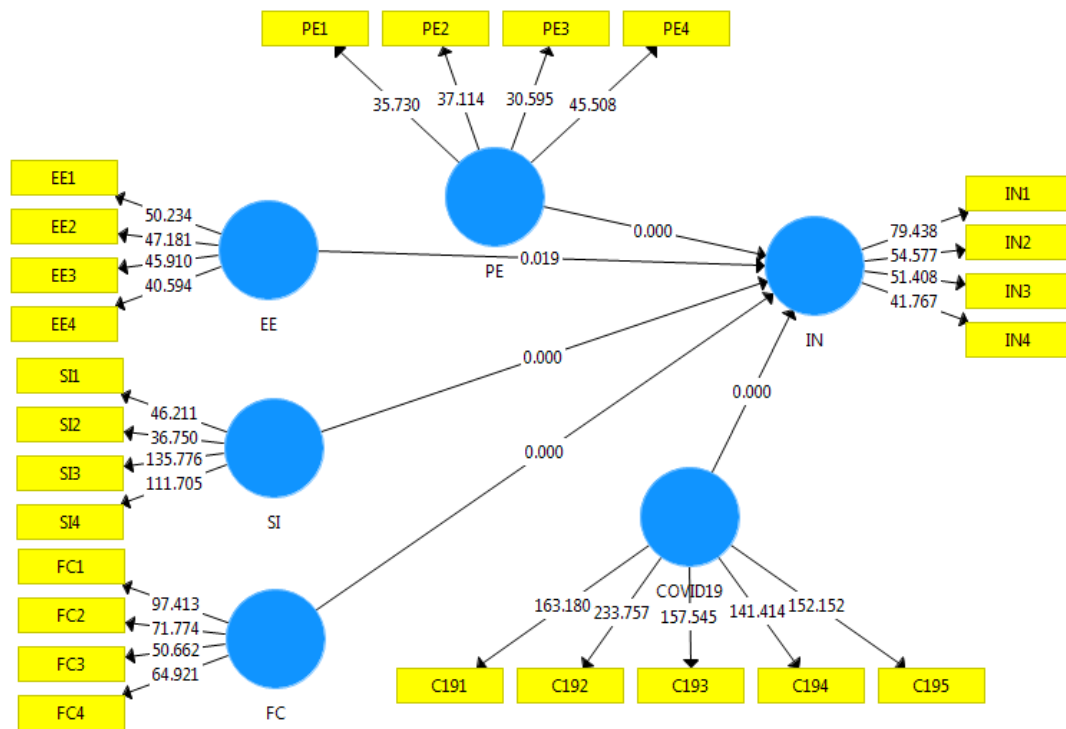 PE1
PE2
PE3
PE4
35.730
37.114
30.595
45.508
PE
EE1
EE2
EE3
EE4
50.234
47.181
45.910
40.594
EE
0.000
0.019
IN1
IN2
IN3
IN4
79.438
54.577
51.408
41.767
IN
SI1
SI2
SI3
SI4
46.211
36.750
135.776
111.705
SI
0.000
0.000
0.000
FC1
FC2
FC3
FC4
97.413
71.774
50.662
64.921
FC
COVID19
163.180
233.757
157.545
141.414
152.152
C191
C192
C193
C194
C195